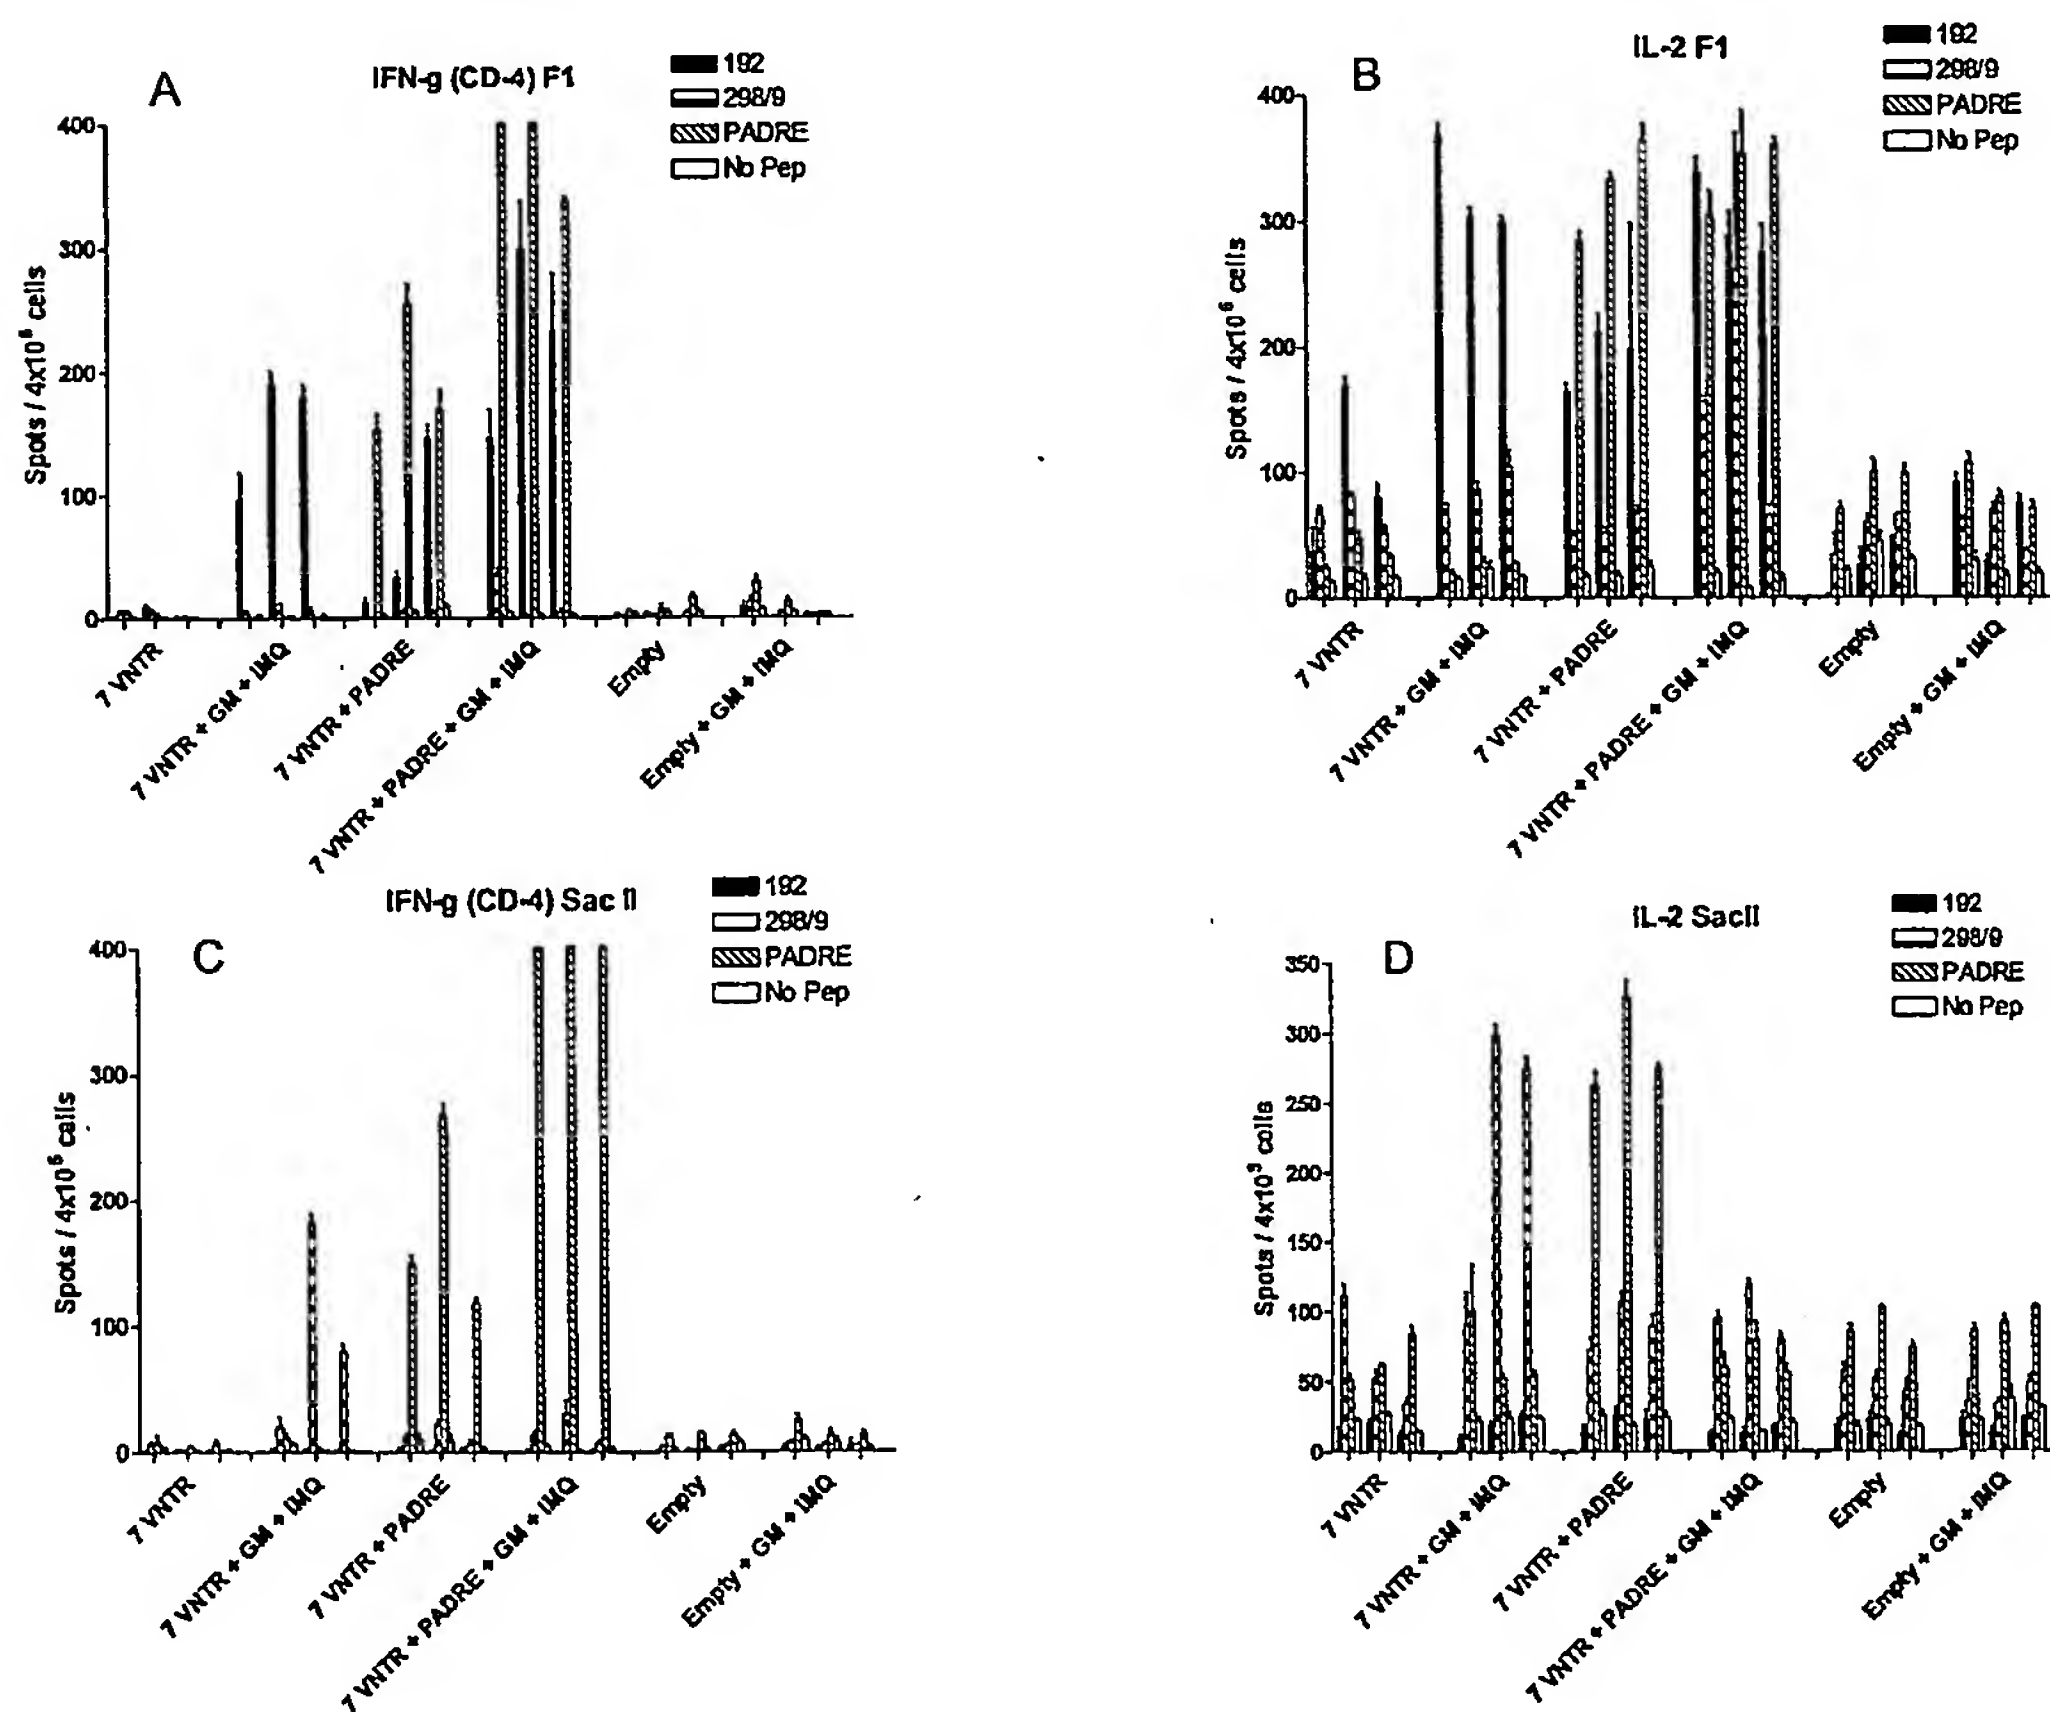 A
IFN-g (CD-4) F1
192
298/9
PADRE
No Pep
400
300
200
100
0
Spots / 4x10⁵ cells
7 VNTR
7 VNTR + GM + IMQ
7 VNTR + PADRE
7 VNTR + PADRE + GM + IMQ
Empty
Empty + GM + IMQ
B
IL-2 F1
192
298/9
PADRE
No Pep
400
300
200
100
0
Spots / 4x10⁵ cells
7 VNTR
7 VNTR + GM + IMQ
7 VNTR + PADRE
7 VNTR + PADRE + GM + IMQ
Empty
Empty + GM + IMQ
C
IFN-g (CD-4) Sac II
192
298/9
PADRE
No Pep
400
300
200
100
0
Spots / 4x10⁵ cells
7 VNTR
7 VNTR + GM + IMQ
7 VNTR + PADRE
7 VNTR + PADRE + GM + IMQ
Empty
Empty + GM + IMQ
D
IL-2 SacII
192
298/9
PADRE
No Pep
350
300
250
200
150
100
50
0
Spots / 4x10⁵ cells
7 VNTR
7 VNTR + GM + IMQ
7 VNTR + PADRE
7 VNTR + PADRE + GM + IMQ
Empty
Empty + GM + IMQ